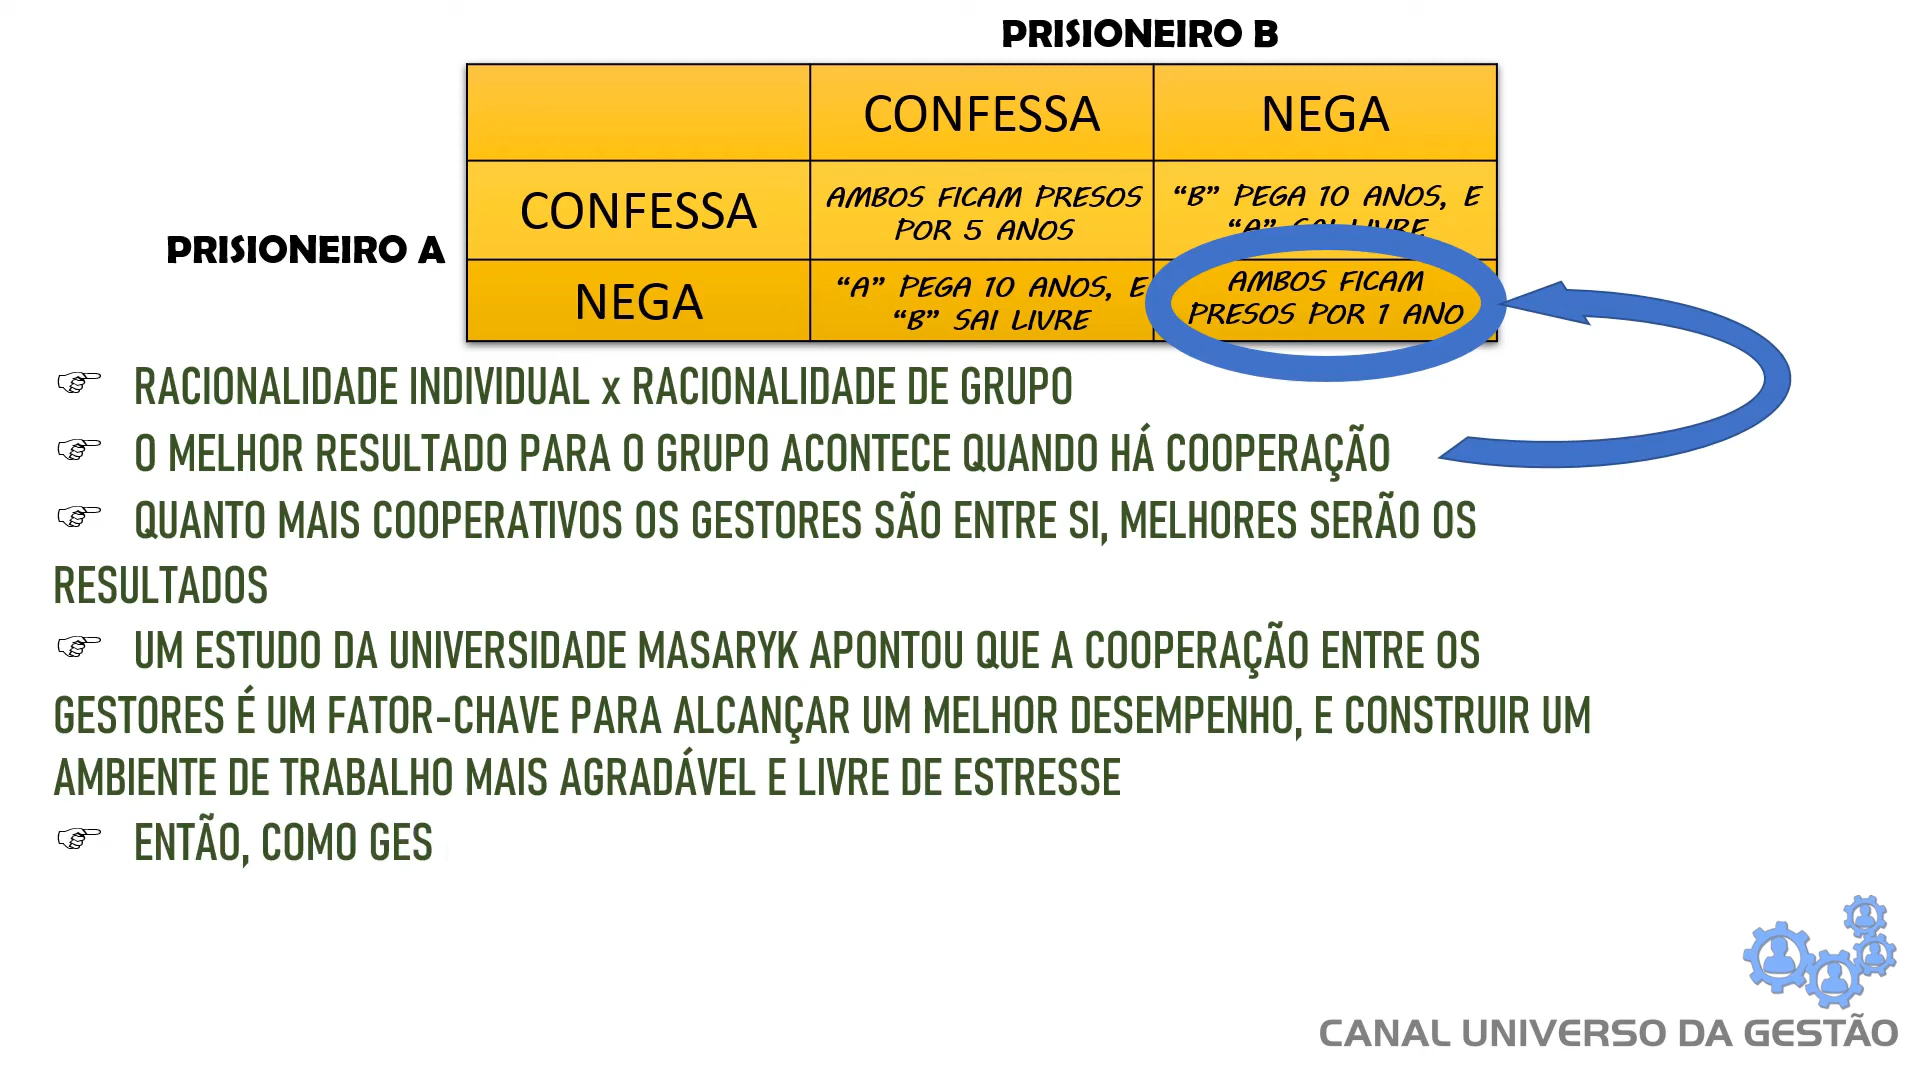 PRISIONEIRO B
CONFESSA NEGA
CONFESSA
AMBOS FICAM PRESOS
POR 5 ANOS
“B” PEGA 10 ANOS, E
“A” SAI LIVRE
PRISIONEIRO A
NEGA
“A” PEGA 10 ANOS, E
“B” SAI LIVRE
AMBOS FICAM
PRESOS POR 1 ANO
RACIONALIDADE INDIVIDUAL x RACIONALIDADE DE GRUPO
O MELHOR RESULTADO PARA O GRUPO ACONTECE QUANDO HÁ COOPERAÇÃO
QUANTO MAIS COOPERATIVOS OS GESTORES SÃO ENTRE SI, MELHORES SERÃO OS
RESULTADOS
UM ESTUDO DA UNIVERSIDADE MASARYK APONTOU QUE A COOPERAÇÃO ENTRE OS
GESTORES É UM FATOR-CHAVE PARA ALCANÇAR UM MELHOR DESEMPENHO, E CONSTRUIR UM
AMBIENTE DE TRABALHO MAIS AGRADÁVEL E LIVRE DE ESTRESSE
ENTÃO, COMO GES
CANAL UNIVERSO DA GESTÃO